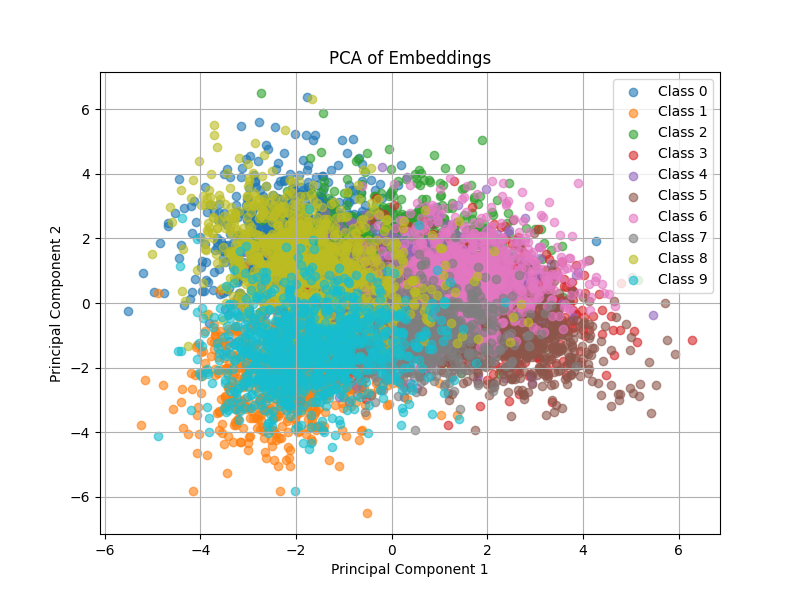 PCA of Embeddings
Class 0
Class 1
Class 2
Class 3
Class 4
Class 5
Class 6
Class 7
Class 8
Class 9
6
4
2
0
−2
−4
−6
Principal Component 2
−6 −4 −2 0 2 4 6
Principal Component 1